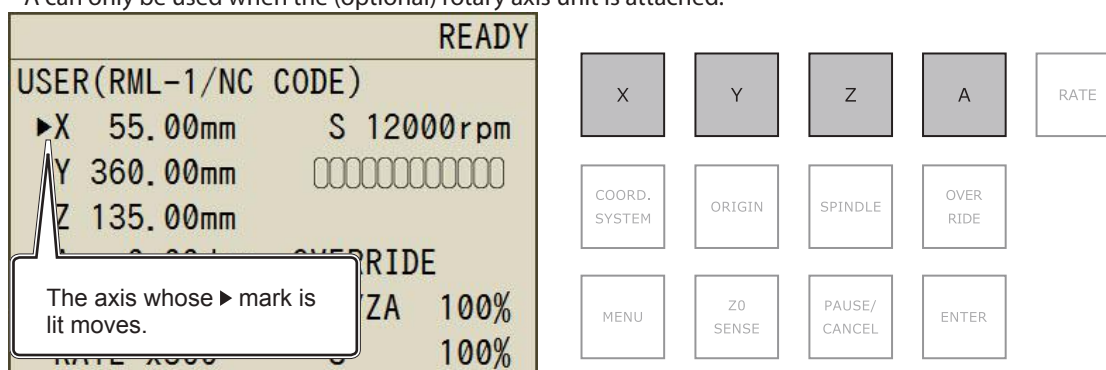 A can only be used when the (optional) rotary axis unit is attached.
READY
USER(RML-1/NC CODE)
▶X 55.00mm S 12000rpm
Y 360.00mm
Z 135.00mm
The axis whose ▶ mark is
lit moves.
ZA 100%
100%
X Y Z A RATE
COORD.
SYSTEM
ORIGIN
SPINDLE
OVER
RIDE
MENU
Z0
SENSE
PAUSE/
CANCEL
ENTER